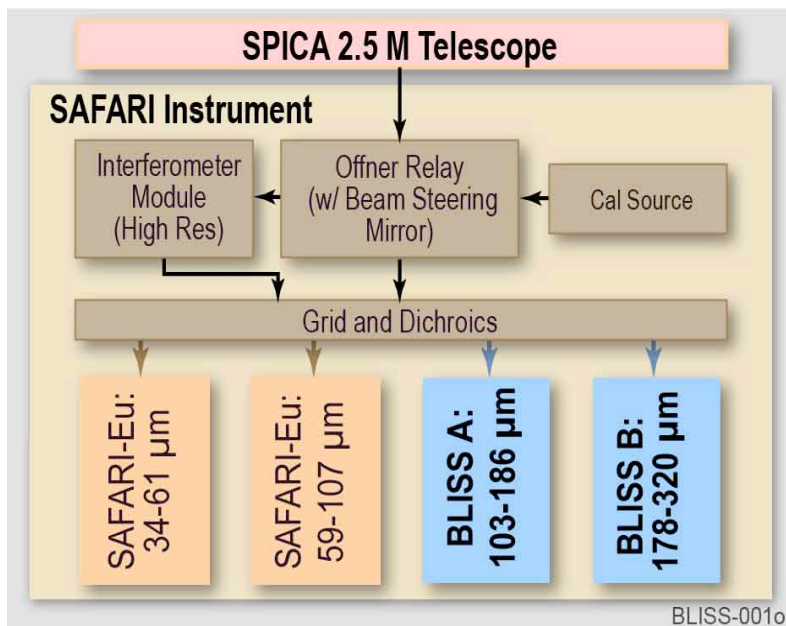 SPICA 2.5 M Telescope
SAFARI Instrument
Interferometer
Module
(High Res)
Offner Relay
(w/ Beam Steering
Mirror)
Cal Source
Grid and Dichroics
SAFARI-Eu:
34-61 µm
SAFARI-Eu:
59-107 µm
BLISS A:
103-186 µm
BLISS B:
178-320 µm
BLISS-001o